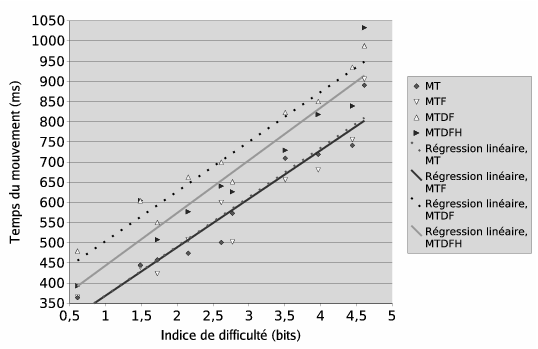 1050
1000
950
900
850
800
750
700
650
600
550
500
450
400
350
0,5
1
1,5
2
2,5
3
3,5
4
4,5
5
Temps du mouvement (ms)
Indice de difficulté (bits)
MT
MTF
MTDF
MTDFH
Régression linéaire,
MT
Régression linéaire,
MTF
Régression linéaire,
MTDF
Régression linéaire,
MTDFH